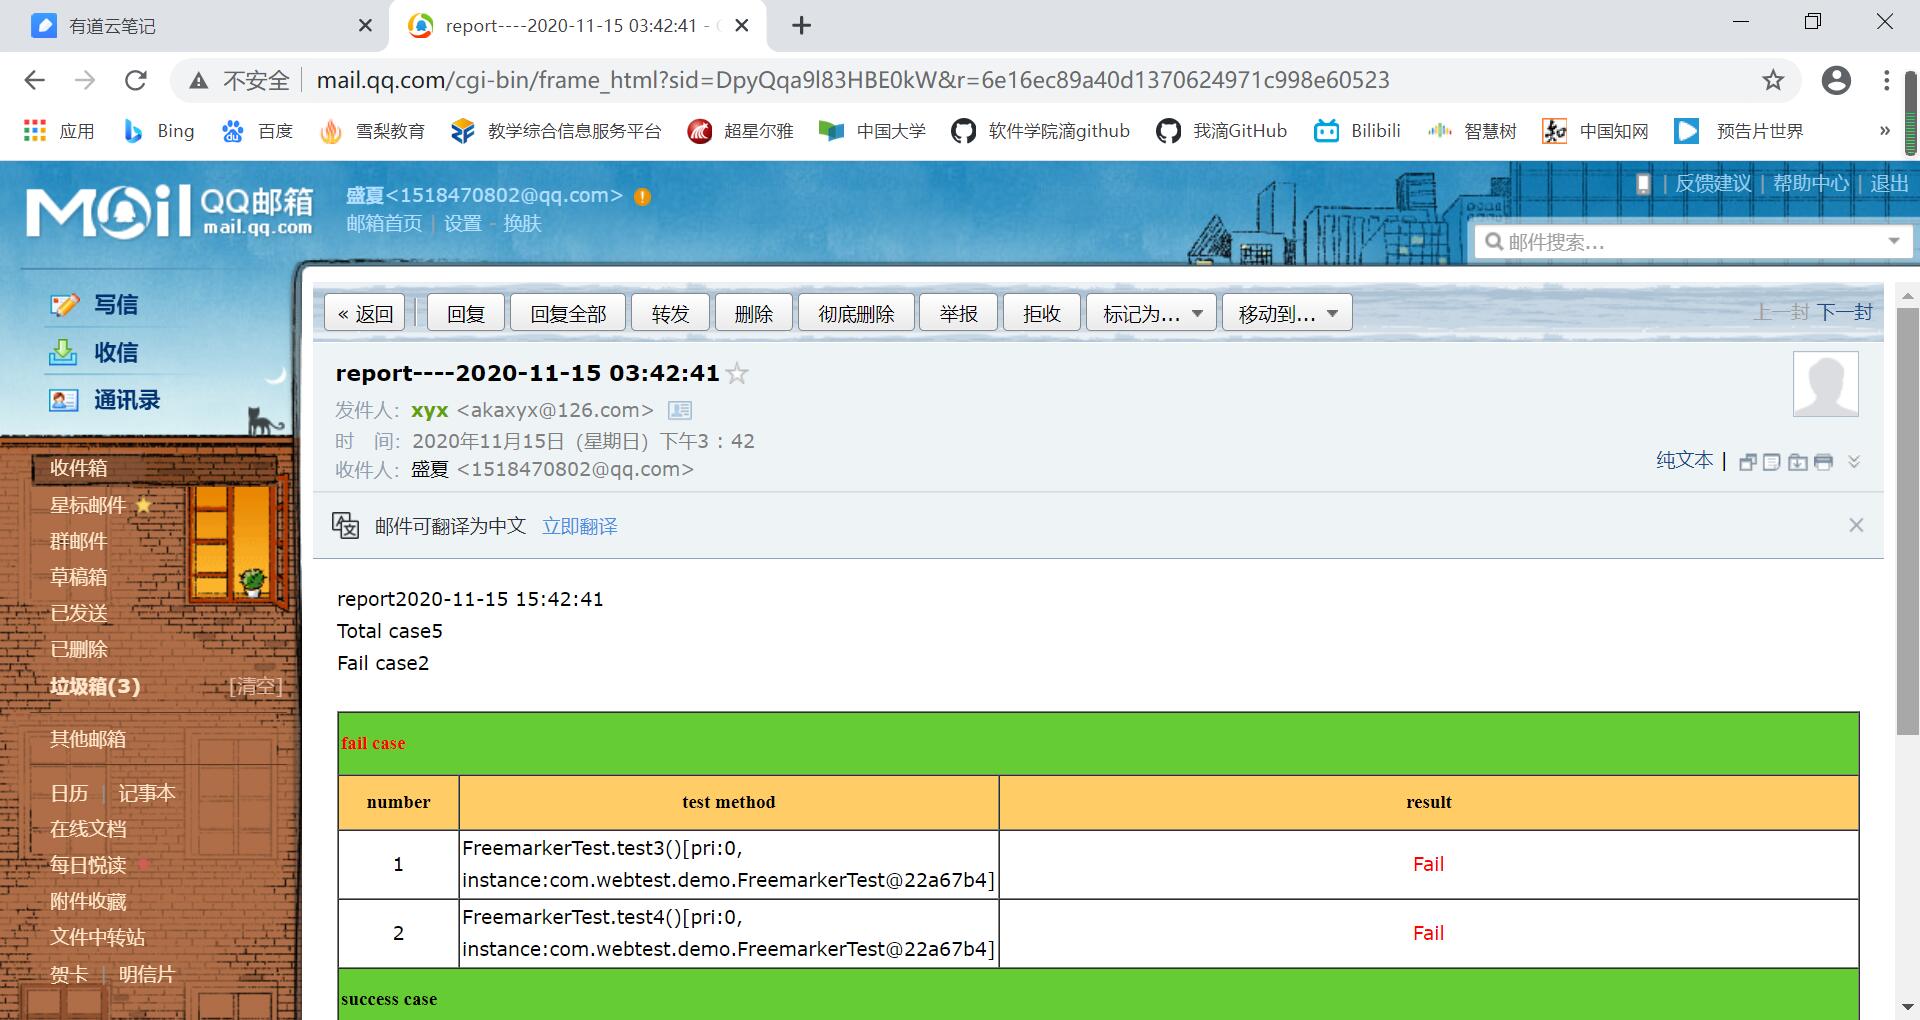 有道云笔记
report----2020-11-15 03:42:41 -
不安全 mail.qq.com/cgi-bin/frame_html?sid=DpyQqa9l83HBE0kW&r=6e16ec89a40d1370624971c998e60523
应用 Bing 百度 雪梨教育 教学综合信息服务平台 超星尔雅 中国大学 软件学院滴github 我滴GitHub Bilibili 智慧树 中国知网 预告片世界 »
Mail QQ邮箱
mail.qq.com
盛夏<1518470802@qq.com>
邮箱首页 | 设置 - 换肤
| 反馈建议 | 帮助中心 | 退出
邮件搜索...
写信
收信
通讯录
收件箱
星标邮件
群邮件
草稿箱
已发送
已删除
垃圾箱(3) [清空]
其他邮箱
日历 | 记事本
在线文档
每日悦读
附件收藏
文件中转站
贺卡 | 明信片
« 返回 回复 回复全部 转发 删除 彻底删除 举报 拒收 标记为... 移动到... 上一封 下一封
report----2020-11-15 03:42:41
发件人: xyx <akaxyx@126.com>
时 间: 2020年11月15日 (星期日) 下午3:42
收件人: 盛夏 <1518470802@qq.com>
纯文本 |
邮件可翻译为中文 立即翻译
report2020-11-15 15:42:41
Total case5
Fail case2
fail case
number test method result
1 FreemarkerTest.test3()[pri:0, instance:com.webtest.demo.FreemarkerTest@22a67b4] Fail
2 FreemarkerTest.test4()[pri:0, instance:com.webtest.demo.FreemarkerTest@22a67b4] Fail
success case